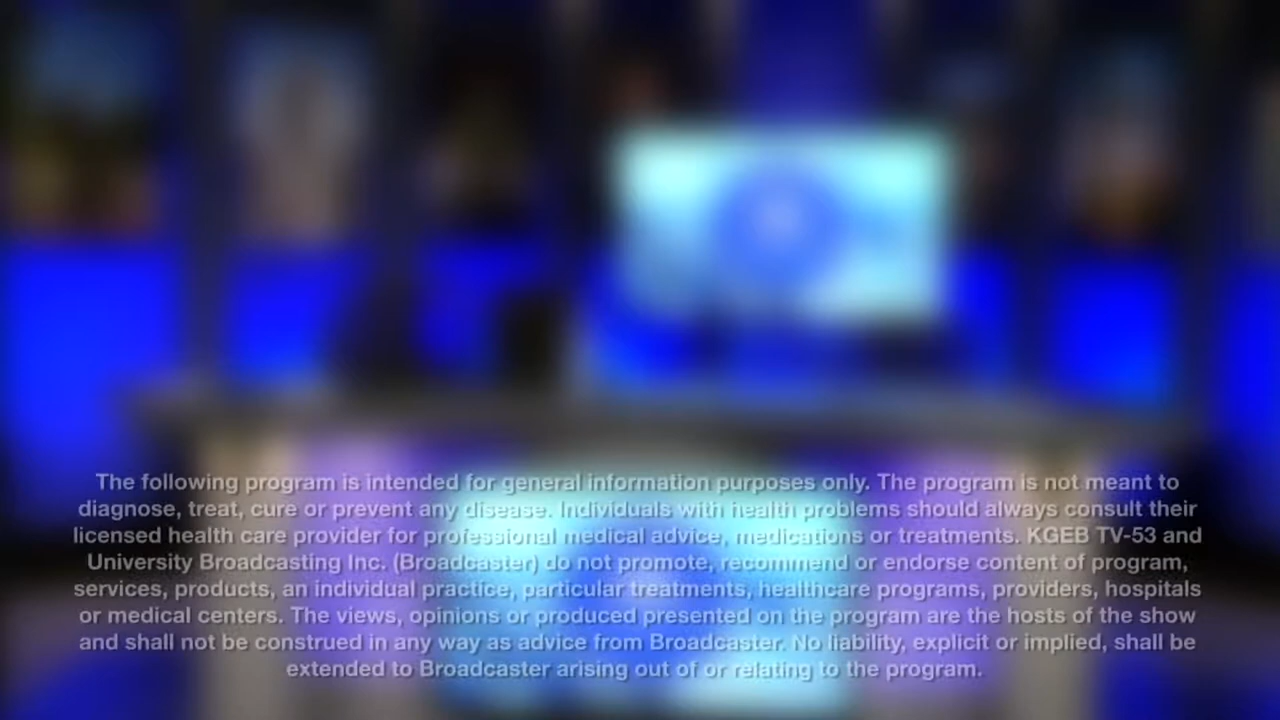 The following program is intended for general information purposes only. The program is not meant to
diagnose, treat, cure or prevent any disease. Individuals with health problems should always consult their
licensed health care provider for professional medical advice, medications or treatments. KGEB TV-53 and
University Broadcasting Inc. (Broadcaster) do not promote, recommend or endorse content of program,
services, products, an individual practice, particular treatments, healthcare programs, providers, hospitals
or medical centers. The views, opinions or produced presented on the program are the hosts of the show
and shall not be construed in any way as advice from Broadcaster. No liability, explicit or implied, shall be
extended to Broadcaster arising out of or relating to the program.